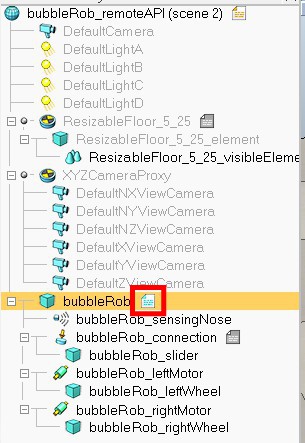 bubbleRob_remoteAPI (scene 2)
DefaultCamera
DefaultLightA
DefaultLightB
DefaultLightC
DefaultLightD
ResizableFloor_5_25
ResizableFloor_5_25_element
ResizableFloor_5_25_visibleEleme
XYZCameraProxy
DefaultNXViewCamera
DefaultNYViewCamera
DefaultNZViewCamera
DefaultXViewCamera
DefaultYViewCamera
DefaultZViewCamera
bubbleRob
bubbleRob_sensingNose
bubbleRob_connection
bubbleRob_slider
bubbleRob_leftMotor
bubbleRob_leftWheel
bubbleRob_rightMotor
bubbleRob_rightWheel